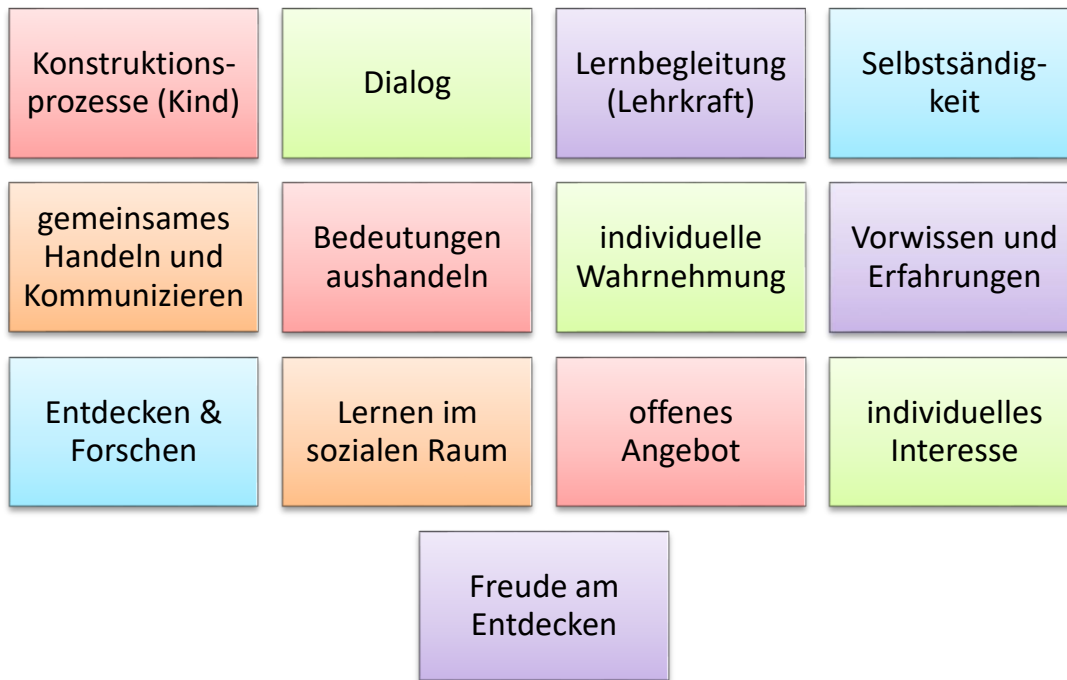 Konstruktions-
prozesse (Kind)
Dialog
Lernbegleitung
(Lehrkraft)
Selbstsändig-
keit
gemeinsames
Handeln und
Kommunizieren
Bedeutungen
aushandeln
individuelle
Wahrnehmung
Vorwissen und
Erfahrungen
Entdecken &
Forschen
Lernen im
sozialen Raum
offenes
Angebot
individuelles
Interesse
Freude am
Entdecken